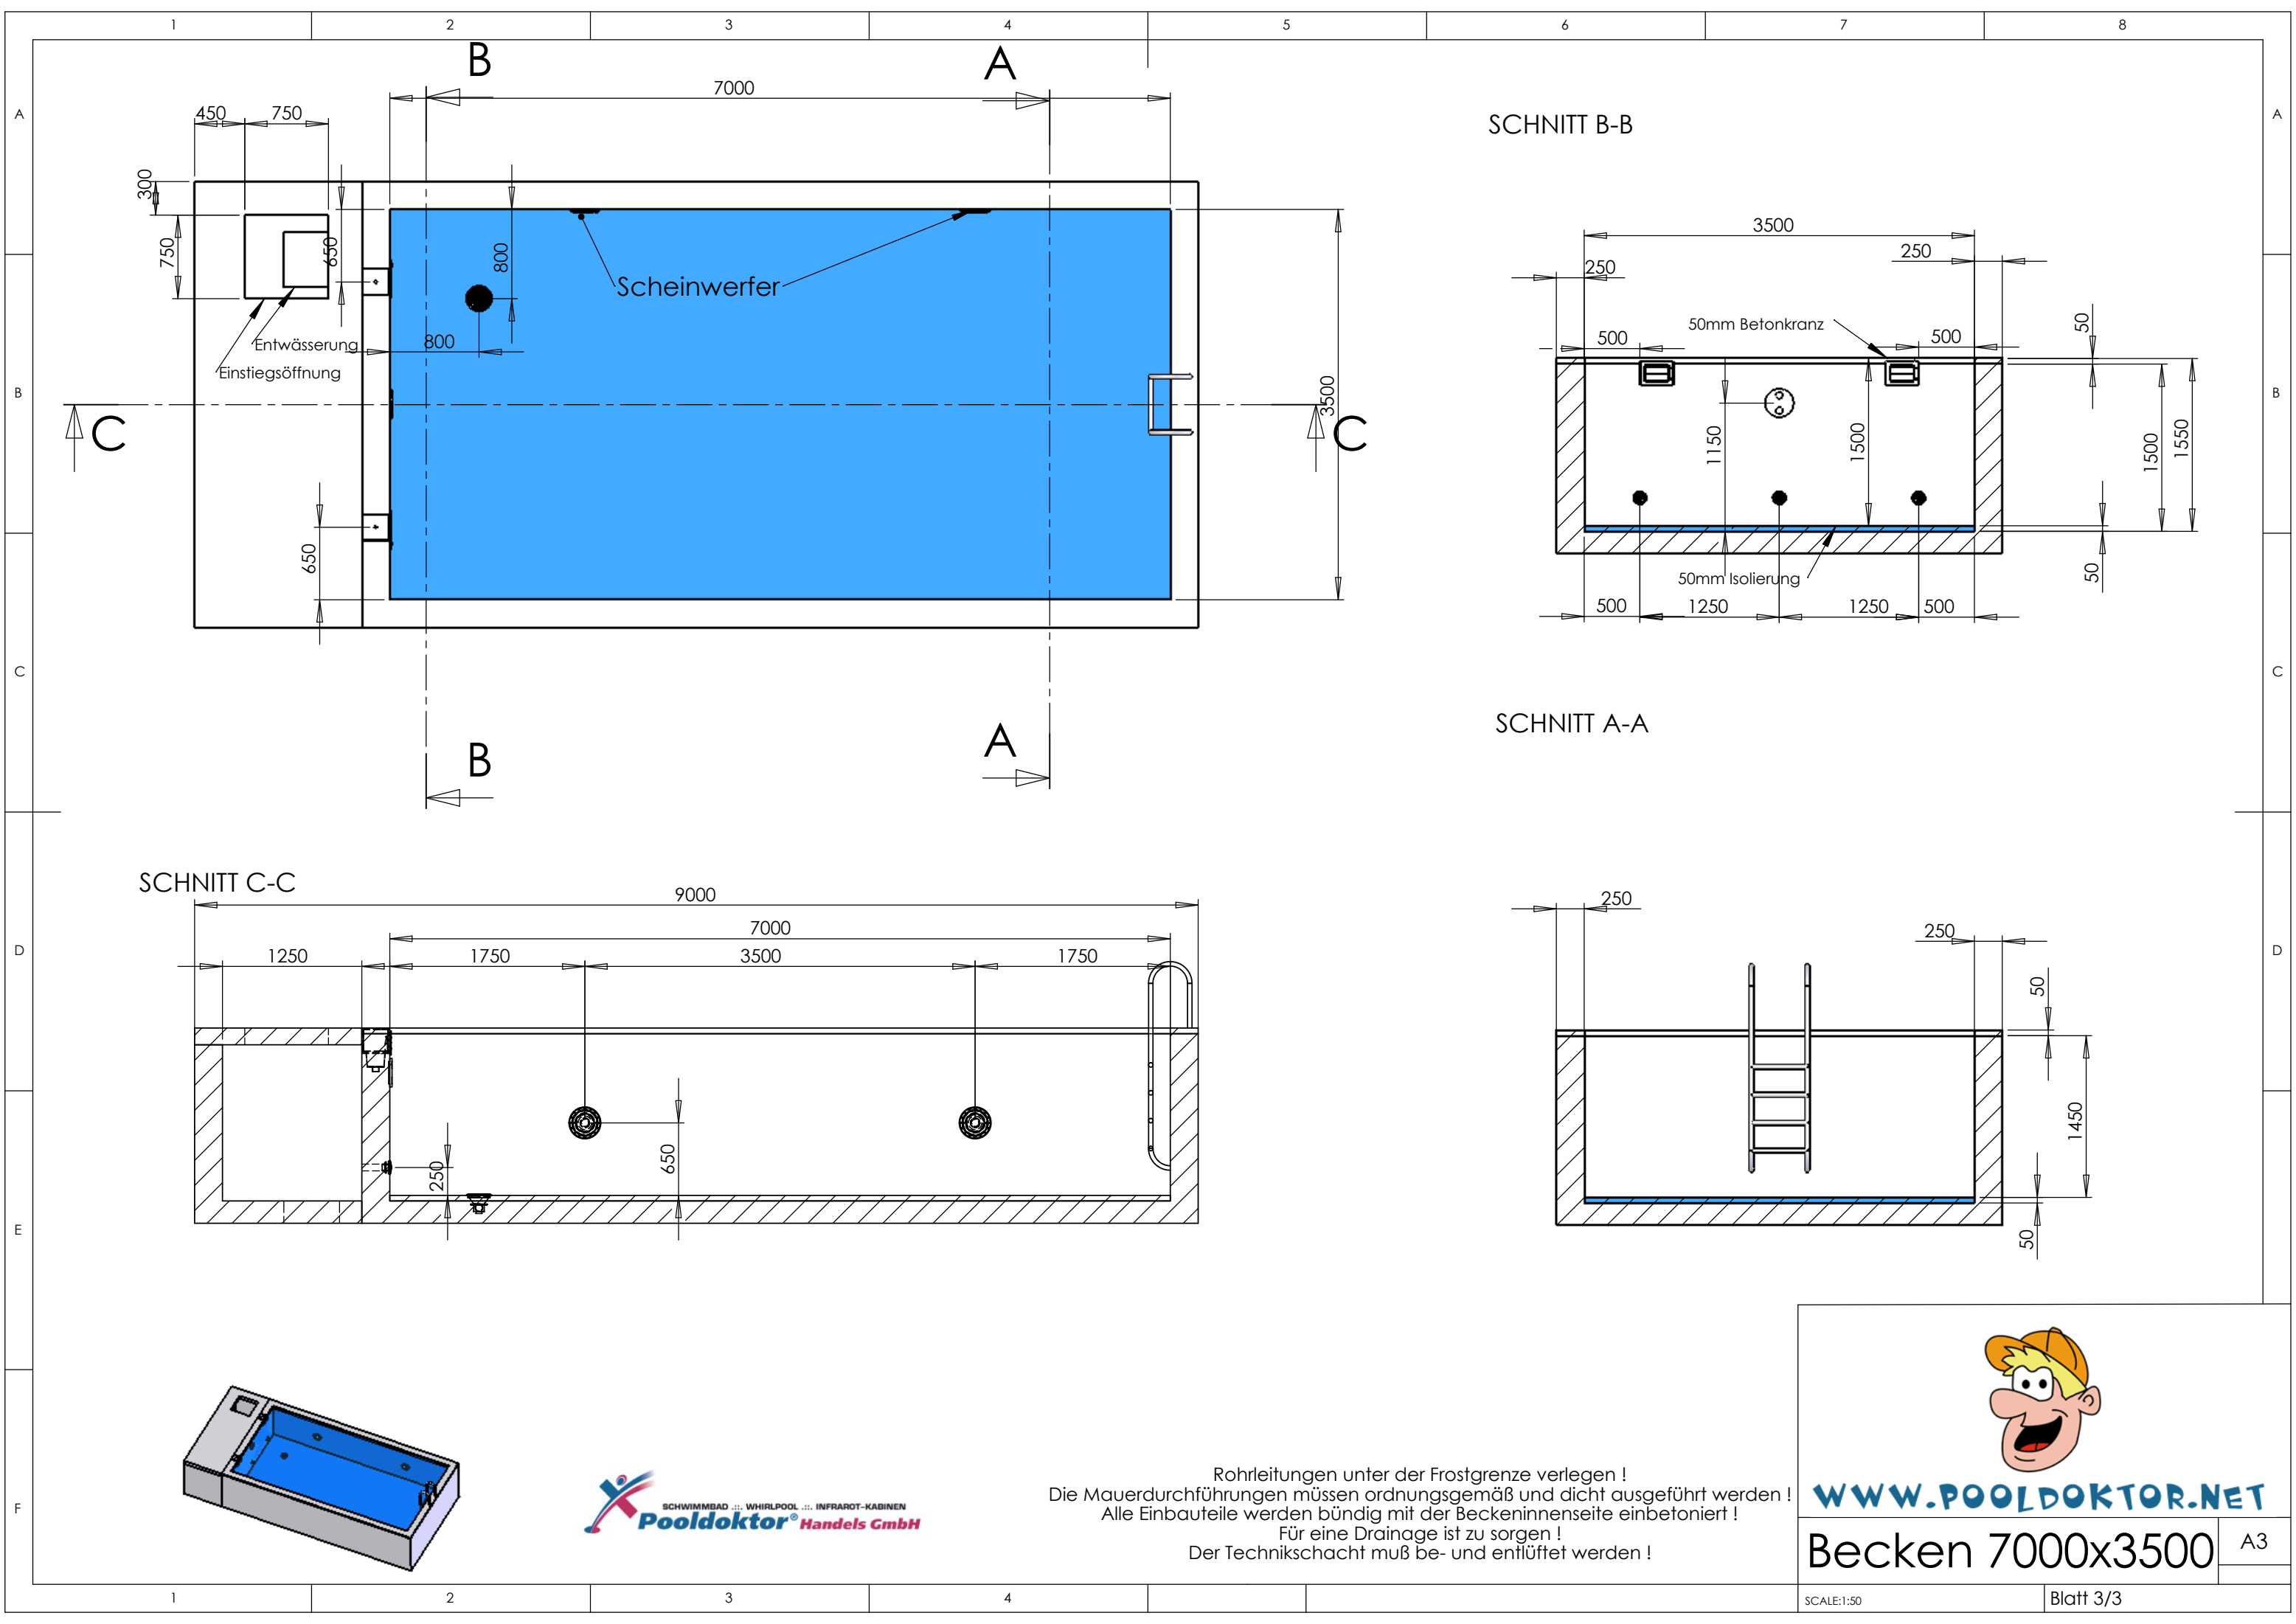 1 2 3 4 5 6 7 8
A A
B B
C C
D D
E
F
B
A
7000
450
750
300
750
650
800
800
Scheinwerfer
Entwässerung
Einstiegsöffnung
C
C
3500
650
B
A
SCHNITT B-B
3500
250
250
50mm Betonkranz
50
500
500
1150
1500
1500
1550
50mm Isolierung
50
500
1250
1250
500
SCHNITT A-A
250
250
50
1450
50
SCHNITT C-C
9000
7000
1250
1750
3500
1750
250
650
SCHWIMMBAD .::. WHIRLPOOL .::. INFRAROT-KABINEN
Pooldoktor® Handels GmbH
Rohrleitungen unter der Frostgrenze verlegen !
Die Mauerdurchführungen müssen ordnungsgemäß und dicht ausgeführt werden !
Alle Einbauteile werden bündig mit der Beckeninnenseite einbetoniert !
Für eine Drainage ist zu sorgen !
Der Technikschacht muß be- und entlüftet werden !
WWW.POOLDOKTOR.NET
Becken 7000x3500
A3
SCALE:1:50
Blatt 3/3
1 2 3 4